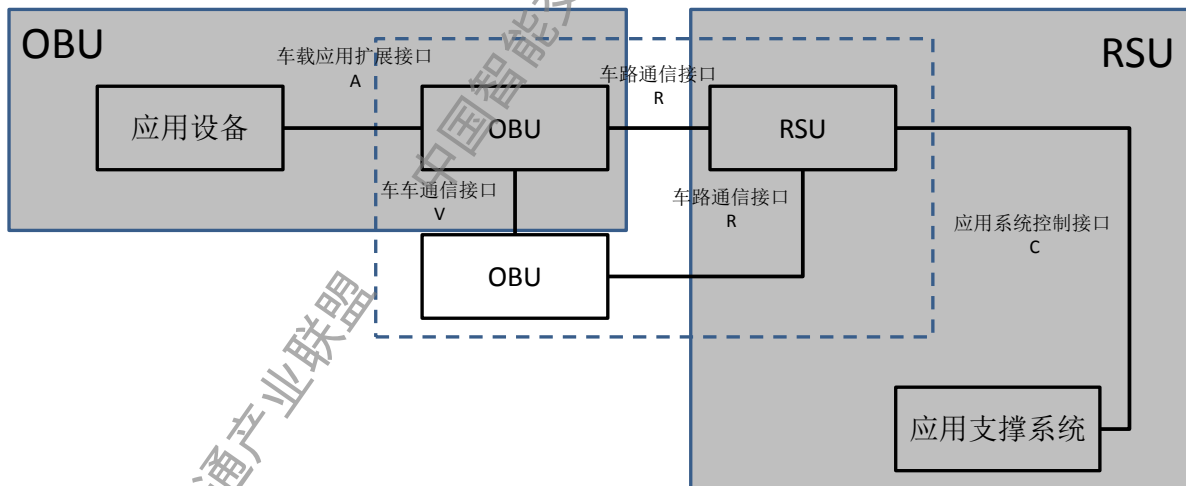 OBU
RSU
车载应用扩展接口
A
车路通信接口
R
应用设备
OBU
RSU
车车通信接口
V
车路通信接口
R
应用系统控制接口
C
OBU
应用支撑系统
中国智能交
通产业联盟